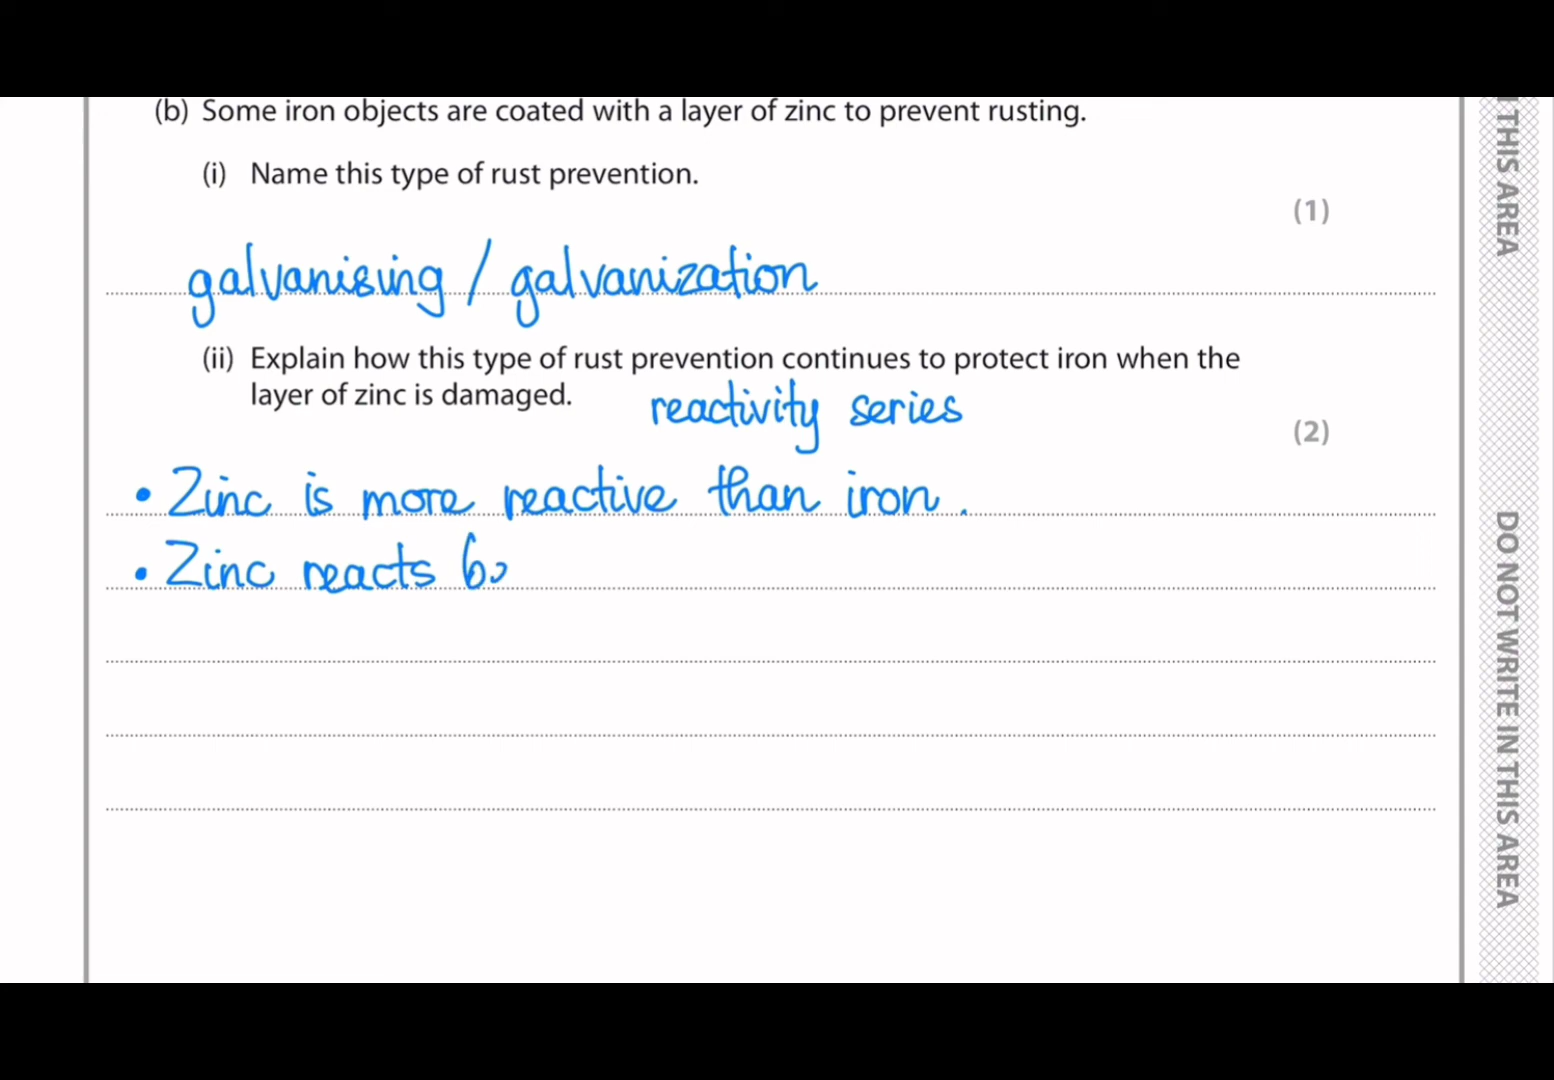 (b) Some iron objects are coated with a layer of zinc to prevent rusting.
(i) Name this type of rust prevention.
(1)
galvanising / galvanization
(ii) Explain how this type of rust prevention continues to protect iron when the
layer of zinc is damaged.
reactivity series
(2)
• Zinc is more reactive than iron.
• Zinc reacts
THIS AREA
DO NOT WRITE IN THIS AREA